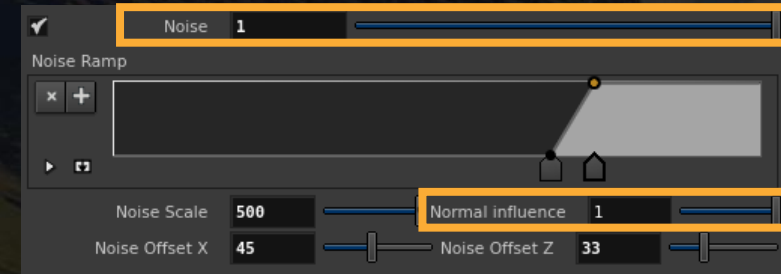 Noise 1
Noise Ramp
Noise Scale 500 Normal influence 1
Noise Offset X 45 Noise Offset Z 33